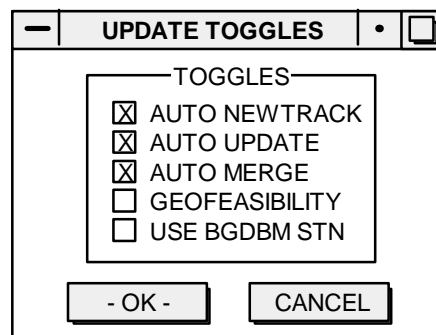 UPDATE TOGGLES
TOGGLES
X AUTO NEWTRACK
X AUTO UPDATE
X AUTO MERGE
GEOFEASIBILITY
USE BGDBM STN
- OK - CANCEL